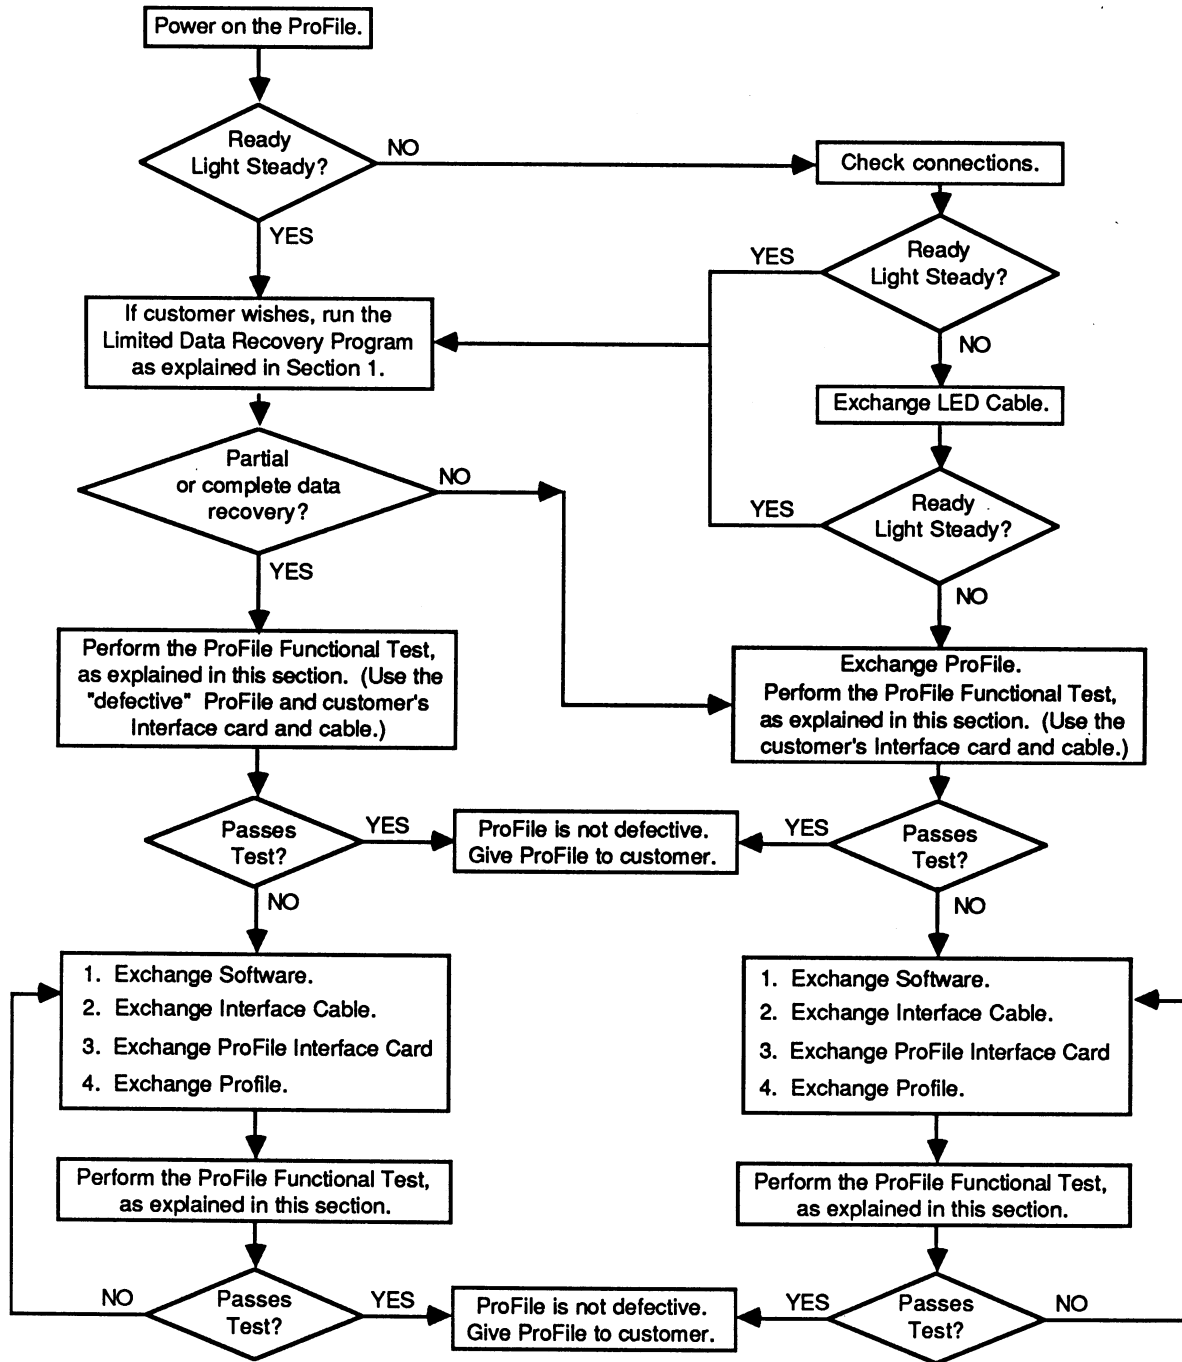 Power on the ProFile.
Ready
Light Steady?
NO
YES
Check connections.
Ready
Light Steady?
YES
NO
If customer wishes, run the
Limited Data Recovery Program
as explained in Section 1.
Exchange LED Cable.
Partial
or complete data
recovery?
NO
YES
Ready
Light Steady?
YES
NO
Perform the ProFile Functional Test,
as explained in this section. (Use the
"defective" ProFile and customer's
Interface card and cable.)
Exchange ProFile.
Perform the ProFile Functional Test,
as explained in this section. (Use the
customer's Interface card and cable.)
Passes
Test?
YES
NO
ProFile is not defective.
Give ProFile to customer.
YES
Passes
Test?
NO
1. Exchange Software.
2. Exchange Interface Cable.
3. Exchange ProFile Interface Card
4. Exchange Profile.
1. Exchange Software.
2. Exchange Interface Cable.
3. Exchange ProFile Interface Card
4. Exchange Profile.
Perform the ProFile Functional Test,
as explained in this section.
Perform the ProFile Functional Test,
as explained in this section.
NO
Passes
Test?
YES
ProFile is not defective.
Give ProFile to customer.
YES
Passes
Test?
NO